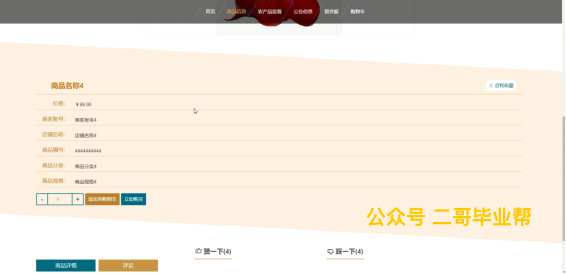 首页 商品信息 农产品直播 公告信息 留言板 购物车
商品名称4 点我收藏
价格: ¥ 99.90
商家账号: 商家账号4
店铺名称: 店铺名称4
商品编号: 4444444444
商品分类: 商品分类4
商品规格: 商品规格4
- 1 + 添加到购物车 立即购买
公众号 二哥毕业帮
赞一下(4) 踩一下(4)
商品详情 评论